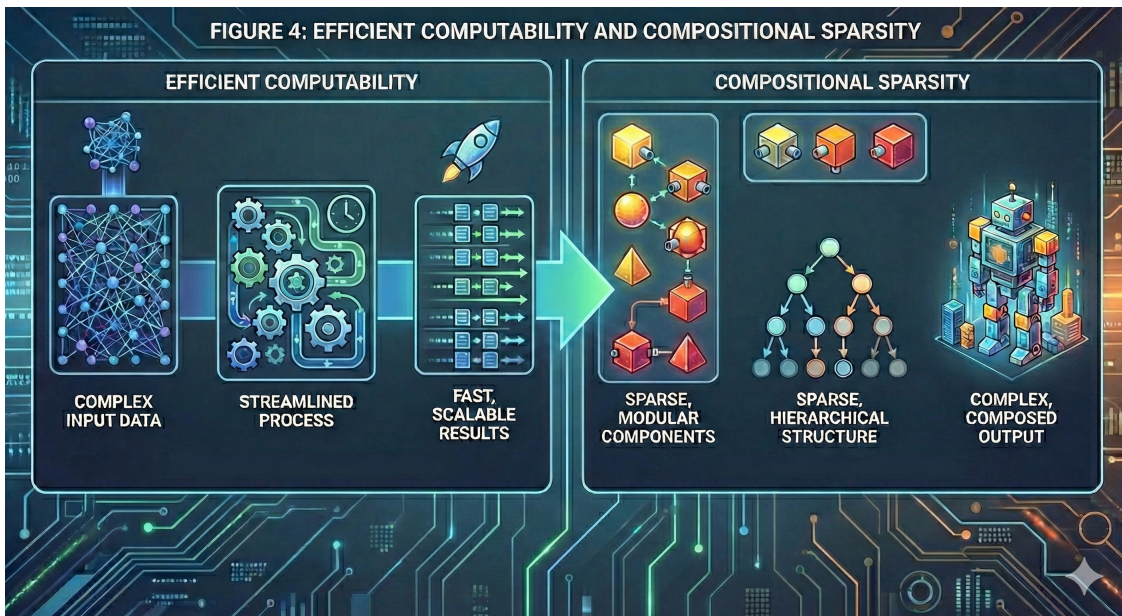 FIGURE 4: EFFICIENT COMPUTABILITY AND COMPOSITIONAL SPARSITY
EFFICIENT COMPUTABILITY
COMPLEX
INPUT DATA
STREAMLINED
PROCESS
FAST,
SCALABLE
RESULTS
COMPOSITIONAL SPARSITY
SPARSE,
MODULAR
COMPONENTS
SPARSE,
HIERARCHICAL
STRUCTURE
COMPLEX,
COMPOSED
OUTPUT